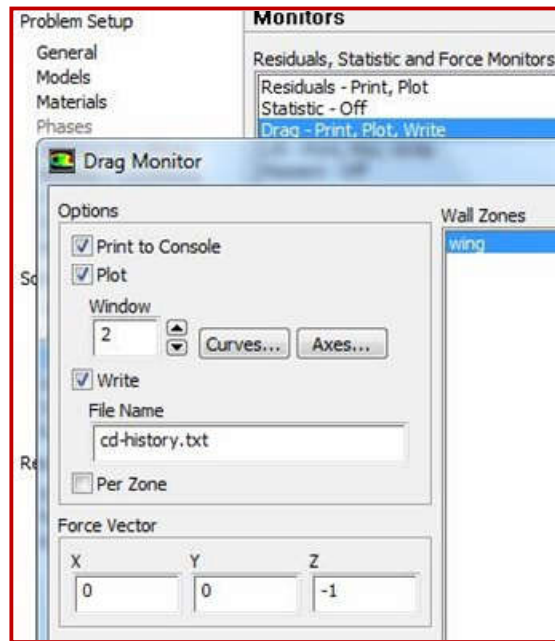 Problem Setup
General
Models
Materials
Phases
Monitors
Residuals, Statistic and Force Monitors
Residuals - Print, Plot
Statistic - Off
Drag - Print, Plot, Write
Drag Monitor
Options
Print to Console
Plot
Window
2
Curves...
Axes...
Write
File Name
cd-history.txt
Per Zone
Wall Zones
wing
Force Vector
X Y Z
0 0 -1